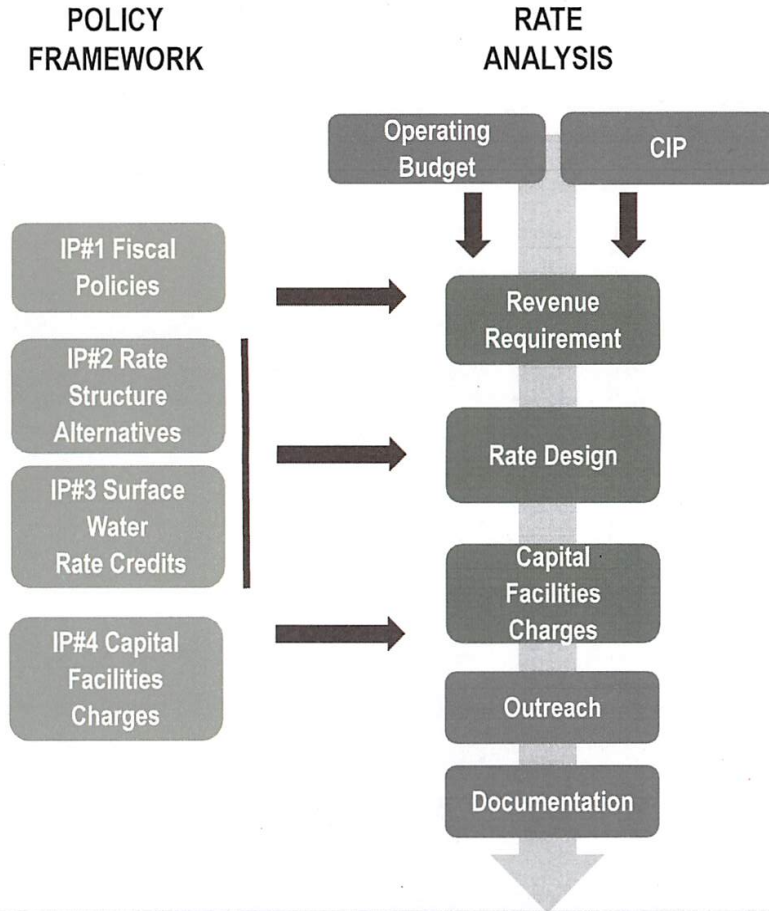 POLICY
FRAMEWORK
RATE
ANALYSIS
Operating
Budget
CIP
IP#1 Fiscal
Policies
Revenue
Requirement
IP#2 Rate
Structure
Alternatives
Rate Design
IP#3 Surface
Water
Rate Credits
Capital
Facilities
Charges
IP#4 Capital
Facilities
Charges
Outreach
Documentation